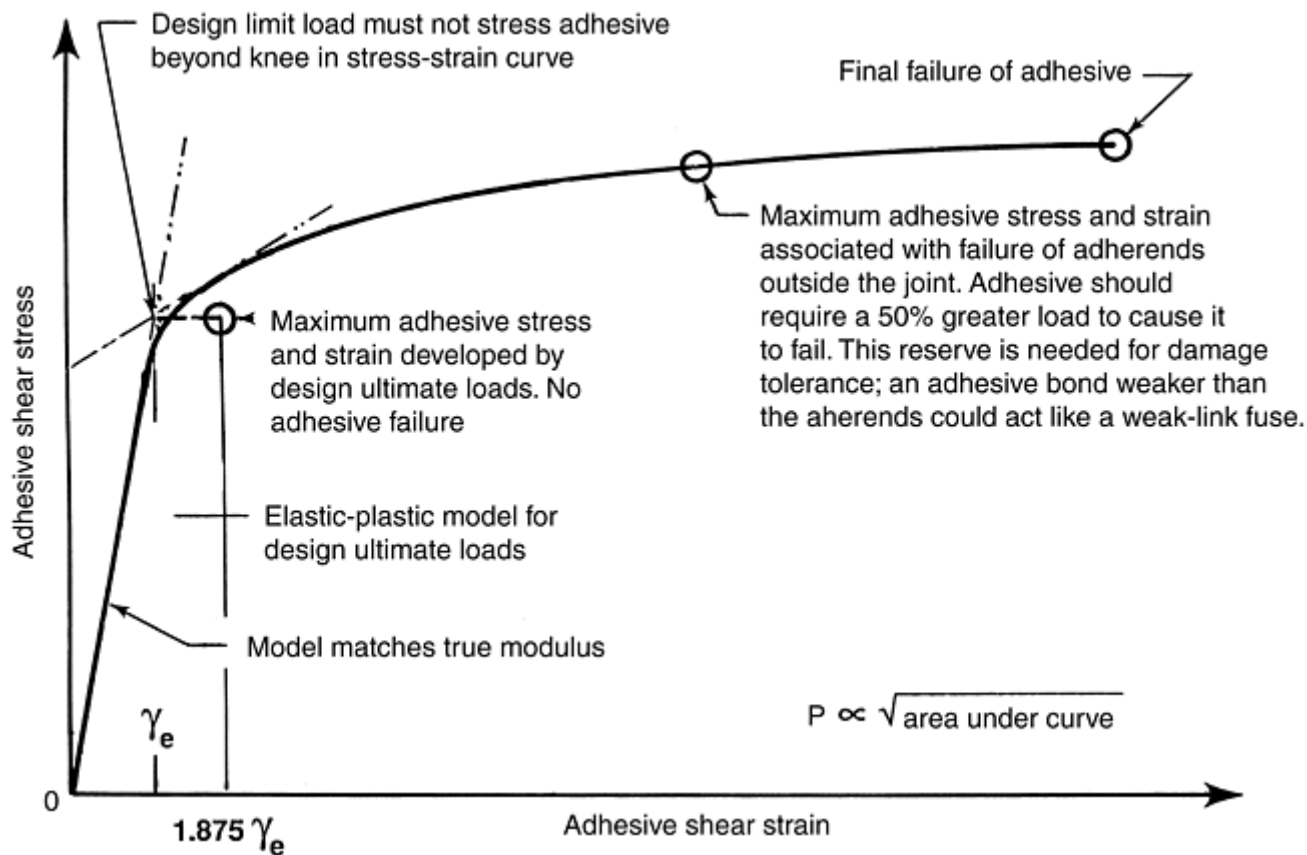 Design limit load must not stress adhesive
beyond knee in stress-strain curve
Final failure of adhesive
Maximum adhesive stress and strain
associated with failure of adherends
outside the joint. Adhesive should
require a 50% greater load to cause it
to fail. This reserve is needed for damage
tolerance; an adhesive bond weaker than
the aherends could act like a weak-link fuse.
Maximum adhesive stress
and strain developed by
design ultimate loads. No
adhesive failure
Elastic-plastic model for
design ultimate loads
Model matches true modulus
P ∝ √area under curve
Adhesive shear stress
γe
0
1.875 γe
Adhesive shear strain